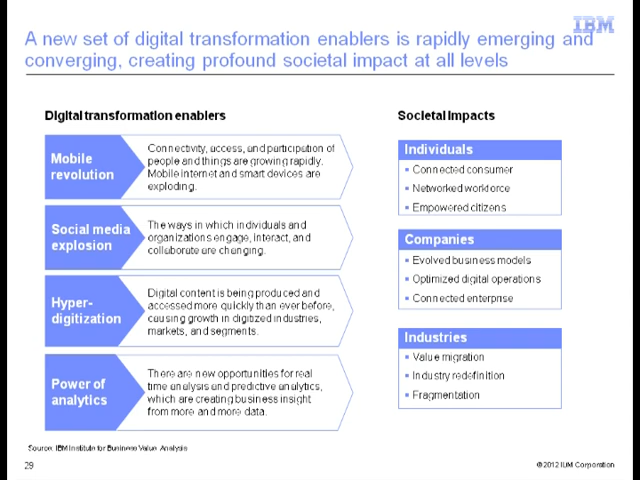 IBM
A new set of digital transformation enablers is rapidly emerging and
converging, creating profound societal impact at all levels
Digital transformation enablers
Mobile
revolution
Connectivity, access, and participation of
people and things are growing rapidly.
Mobile internet and smart devices are
exploding.
Social media
explosion
The ways in which individuals and
organizations engage, interact, and
collaborate are changing.
Hyper-
digitization
Digital content is being produced and
accessed more quickly than ever before,
causing growth in digitized industries,
markets, and segments.
Power of
analytics
There are new opportunities for real
time analysis and predictive analytics,
which are creating business insight
from more and more data.
Societal Impacts
Individuals
▪ Connected consumer
▪ Networked workforce
▪ Empowered citizens
Companies
▪ Evolved business models
▪ Optimized digital operations
▪ Connected enterprise
Industries
▪ Value migration
▪ Industry redefinition
▪ Fragmentation
Source: IBM Institute for Business Value Analysis
29
© 2012 IBM Corporation